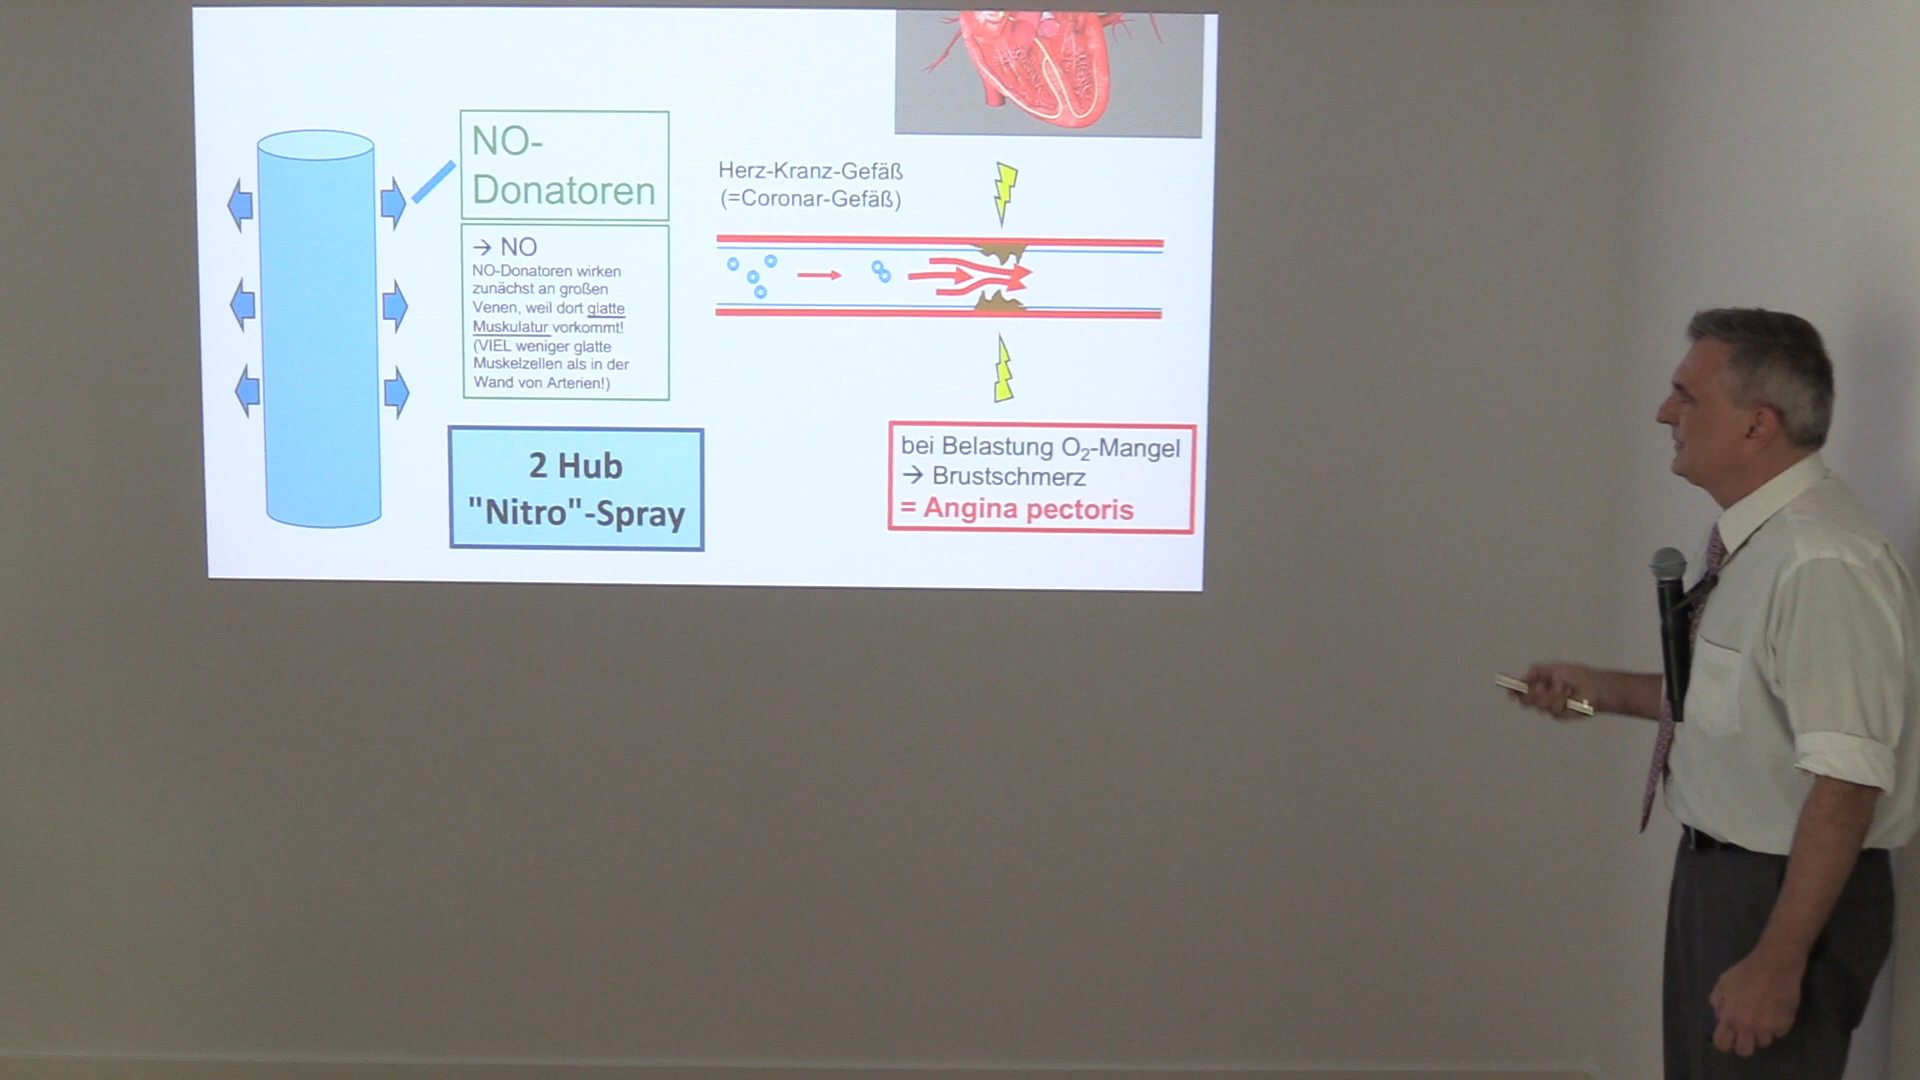 NO-
Donatoren
→ NO
NO-Donatoren wirken
zunächst an großen
Venen, weil dort glatte
Muskulatur vorkommt!
(VIEL weniger glatte
Muskelzellen als in der
Wand von Arterien!)
2 Hub
"Nitro"-Spray
Herz-Kranz-Gefäß
(=Coronar-Gefäß)
bei Belastung O₂-Mangel
→ Brustschmerz
= Angina pectoris